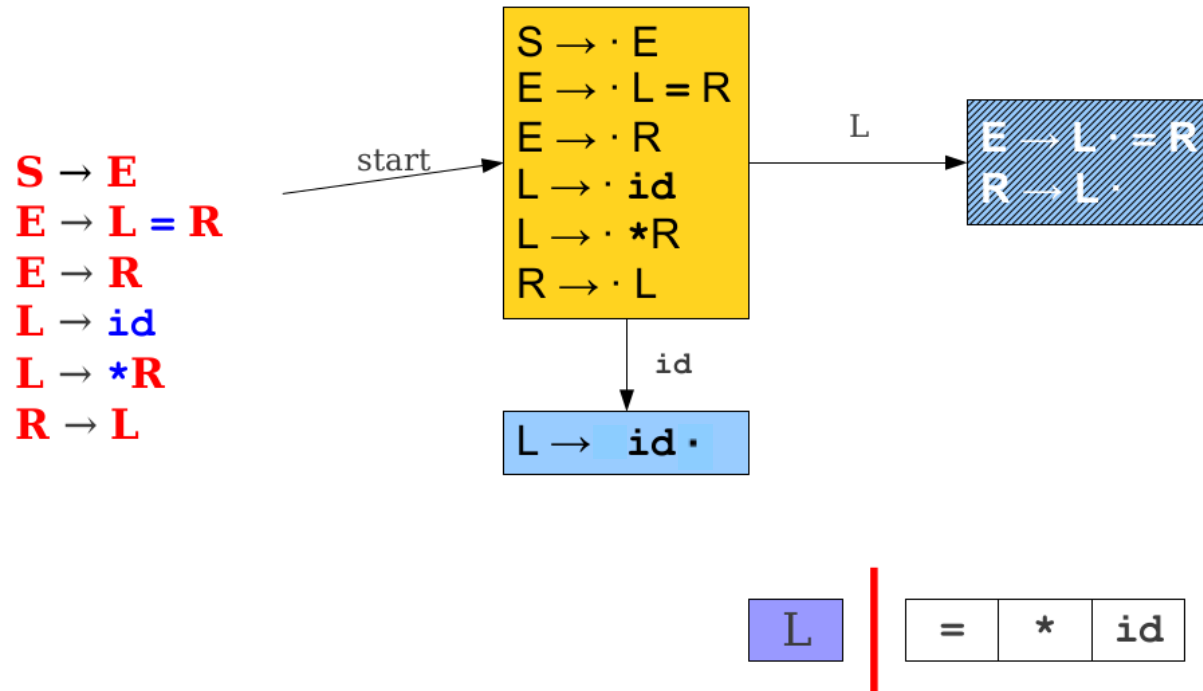 S → E
E → L = R
E → R
L → id
L → *R
R → L
start
S → · E
E → · L = R
E → · R
L → · id
L → · *R
R → · L
L
E → L · = R
R → L ·
id
L → id ·
L
= * id